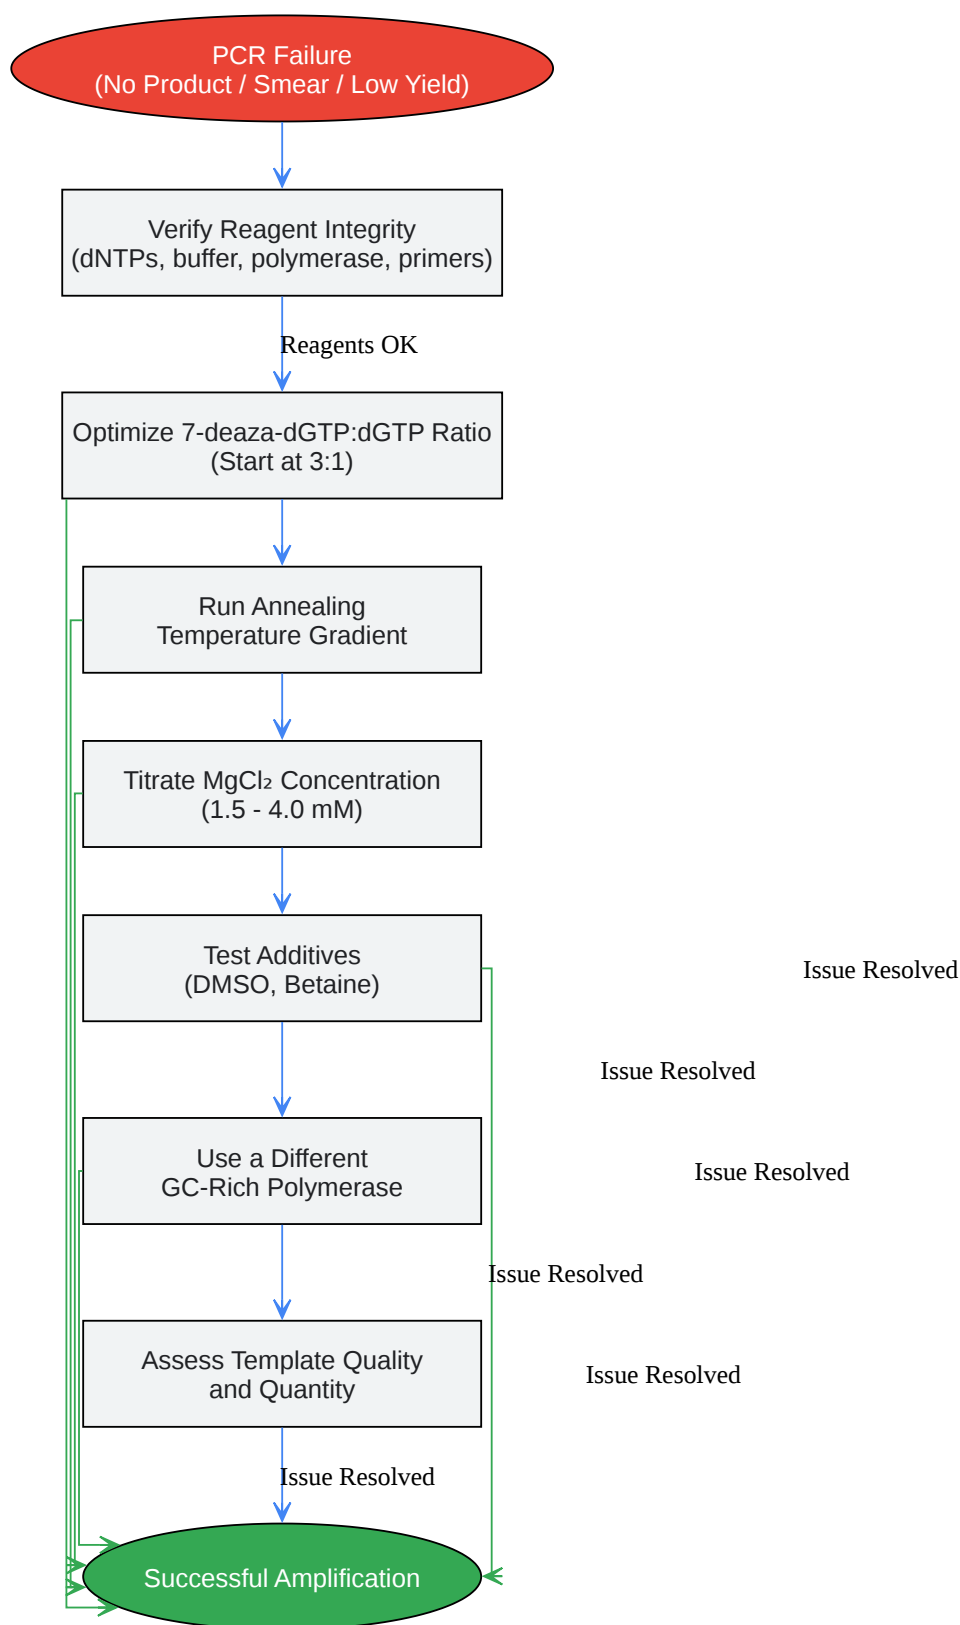 PCR Failure
(No Product / Smear / Low Yield)
Verify Reagent Integrity
(dNTPs, buffer, polymerase, primers)
Reagents OK
Optimize 7-deaza-dGTP:dGTP Ratio
(Start at 3:1)
Run Annealing
Temperature Gradient
Titrate MgCl₂ Concentration
(1.5 - 4.0 mM)
Test Additives
(DMSO, Betaine)
Issue Resolved
Issue Resolved
Use a Different
GC-Rich Polymerase
Issue Resolved
Issue Resolved
Assess Template Quality
and Quantity
Issue Resolved
Issue Resolved
Successful Amplification